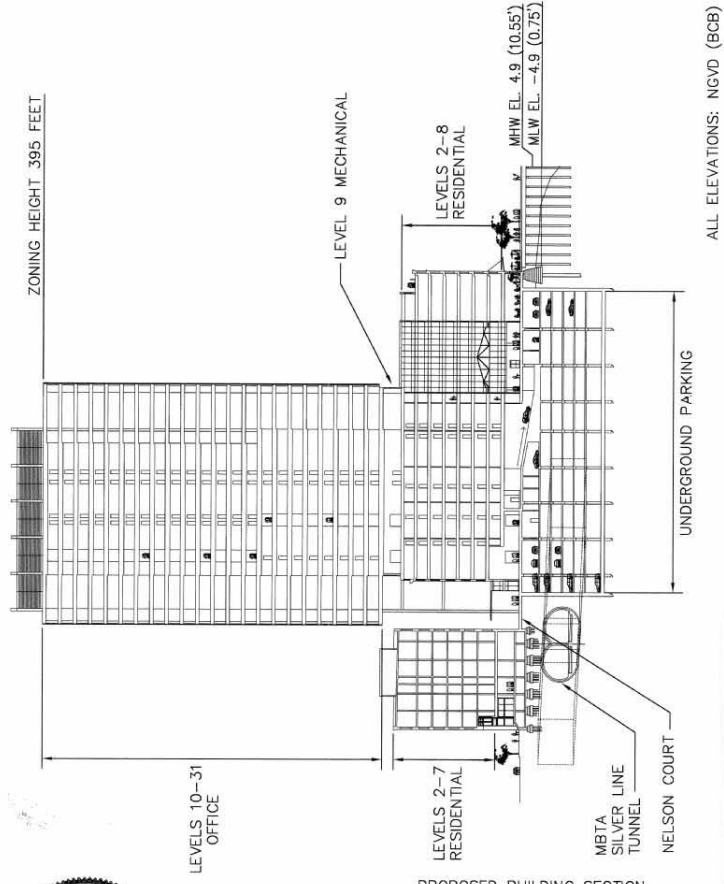 ZONING HEIGHT 395 FEET
LEVEL 9 MECHANICAL
LEVELS 2-8
RESIDENTIAL
MHW EL. 4.9 (10.55')
MLW EL. -4.9 (0.75')
LEVELS 10-31
OFFICE
LEVELS 2-7
RESIDENTIAL
MBTA
SILVER LINE
TUNNEL
NELSON COURT
UNDERGROUND PARKING
ALL ELEVATIONS: NGVD (BCB)
PROPOSED BUILDING SECTION